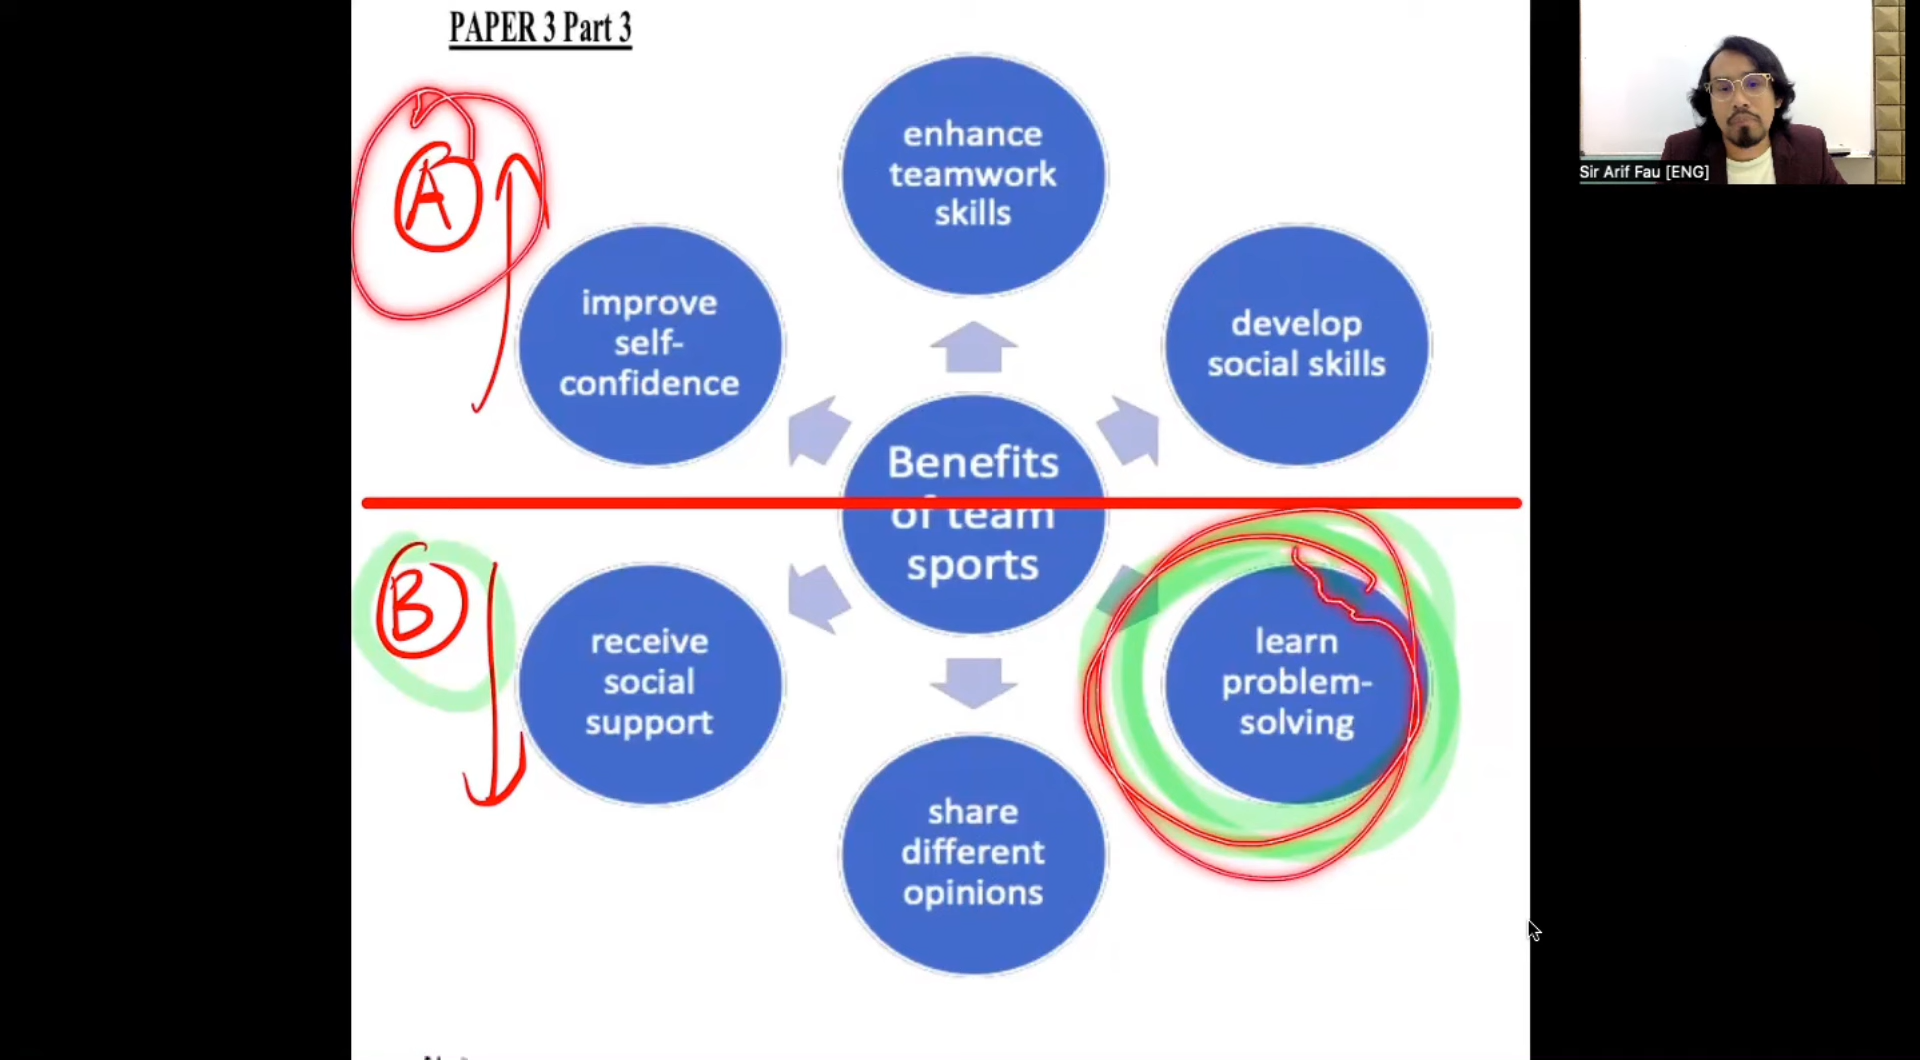 PAPER 3 Part 3
Sir Arif Fau [ENG]
A
enhance
teamwork
skills
improve
self-
confidence
develop
social skills
Benefits
of team
sports
B
receive
social
support
learn
problem-
solving
share
different
opinions